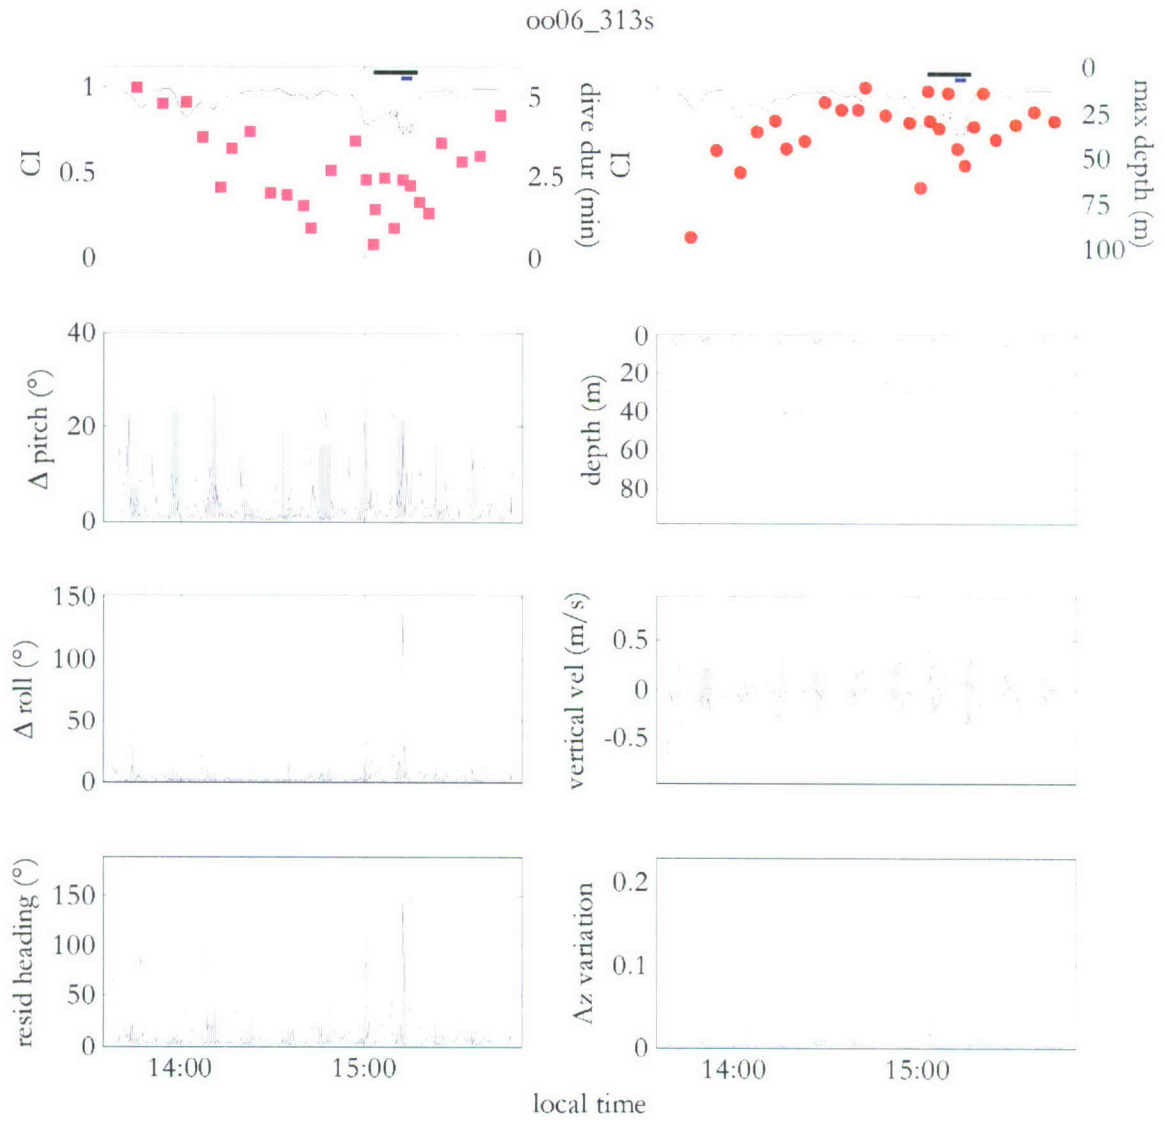 oo06_313s
1
0.5
0
CI
5
2.5
0
dive dur (min)
CI
0
25
50
75
100
max depth (m)
40
20
0
Δ pitch (°)
0
20
40
60
80
depth (m)
150
100
50
0
Δ roll (°)
0.5
0
-0.5
vertical vel (m/s)
150
100
50
0
resid heading (°)
0.2
0.1
0
Az variation
14:00 15:00
14:00 15:00
local time